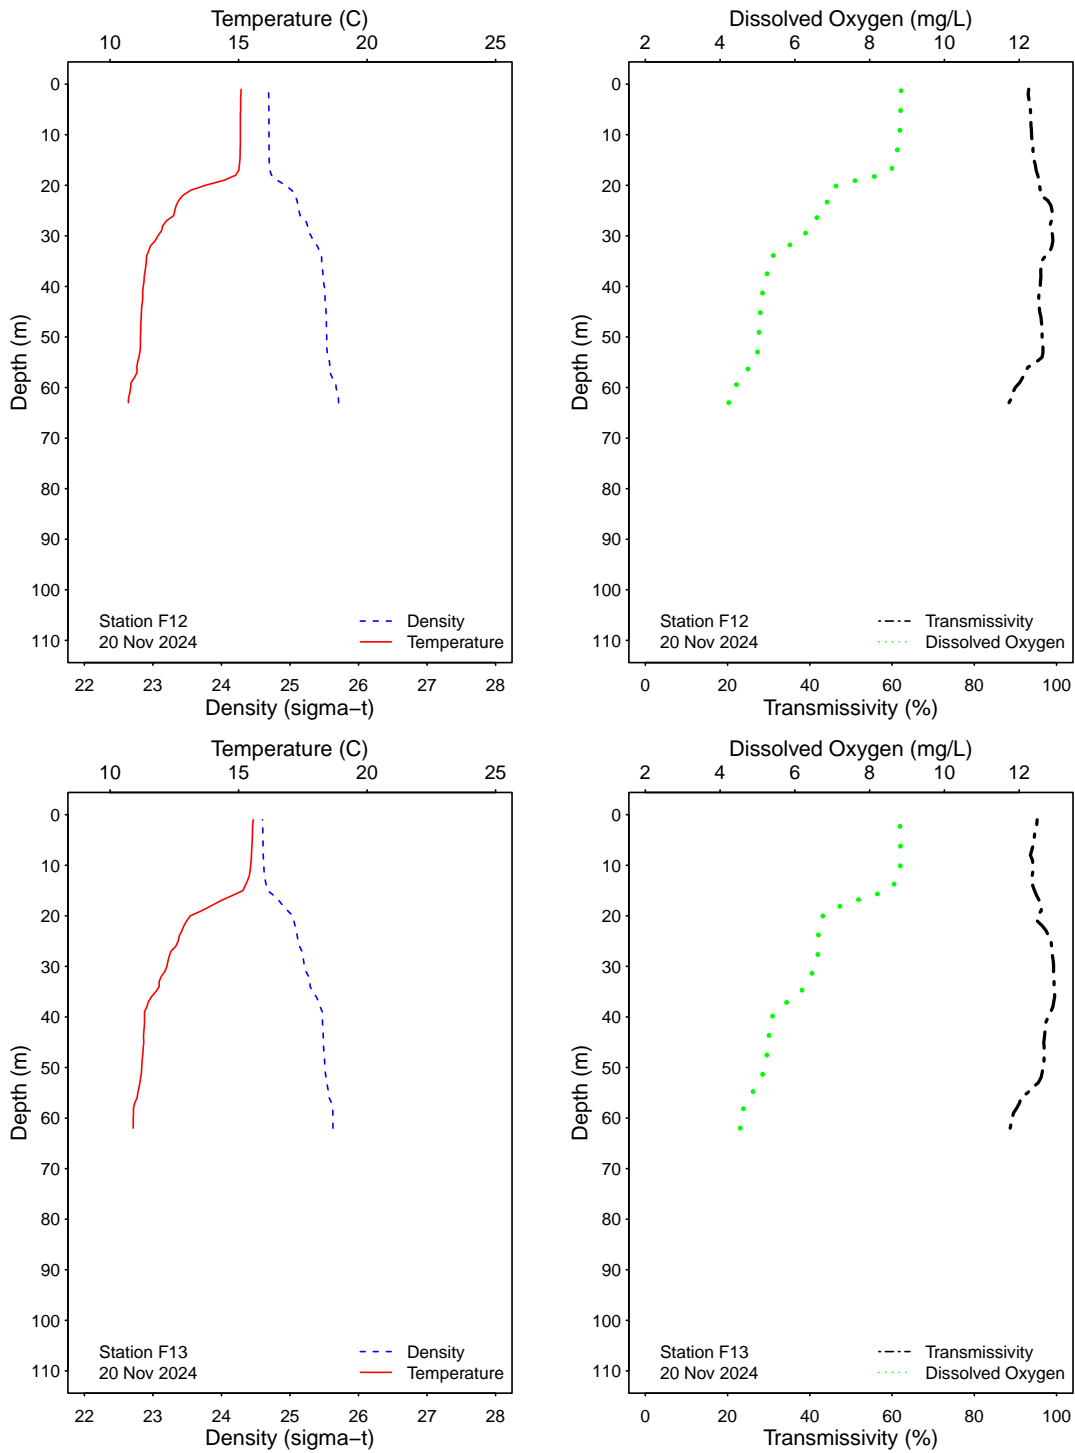 Temperature (C)
10 15 20 25
0
10
20
30
40
50
60
70
80
90
100
110
Depth (m)
Station F12
20 Nov 2024
Density
Temperature
22 23 24 25 26 27 28
Density (sigma−t)
Dissolved Oxygen (mg/L)
2 4 6 8 10 12
0
10
20
30
40
50
60
70
80
90
100
110
Depth (m)
Station F12
20 Nov 2024
Transmissivity
Dissolved Oxygen
0 20 40 60 80 100
Transmissivity (%)
Temperature (C)
10 15 20 25
0
10
20
30
40
50
60
70
80
90
100
110
Depth (m)
Station F13
20 Nov 2024
Density
Temperature
22 23 24 25 26 27 28
Density (sigma−t)
Dissolved Oxygen (mg/L)
2 4 6 8 10 12
0
10
20
30
40
50
60
70
80
90
100
110
Depth (m)
Station F13
20 Nov 2024
Transmissivity
Dissolved Oxygen
0 20 40 60 80 100
Transmissivity (%)